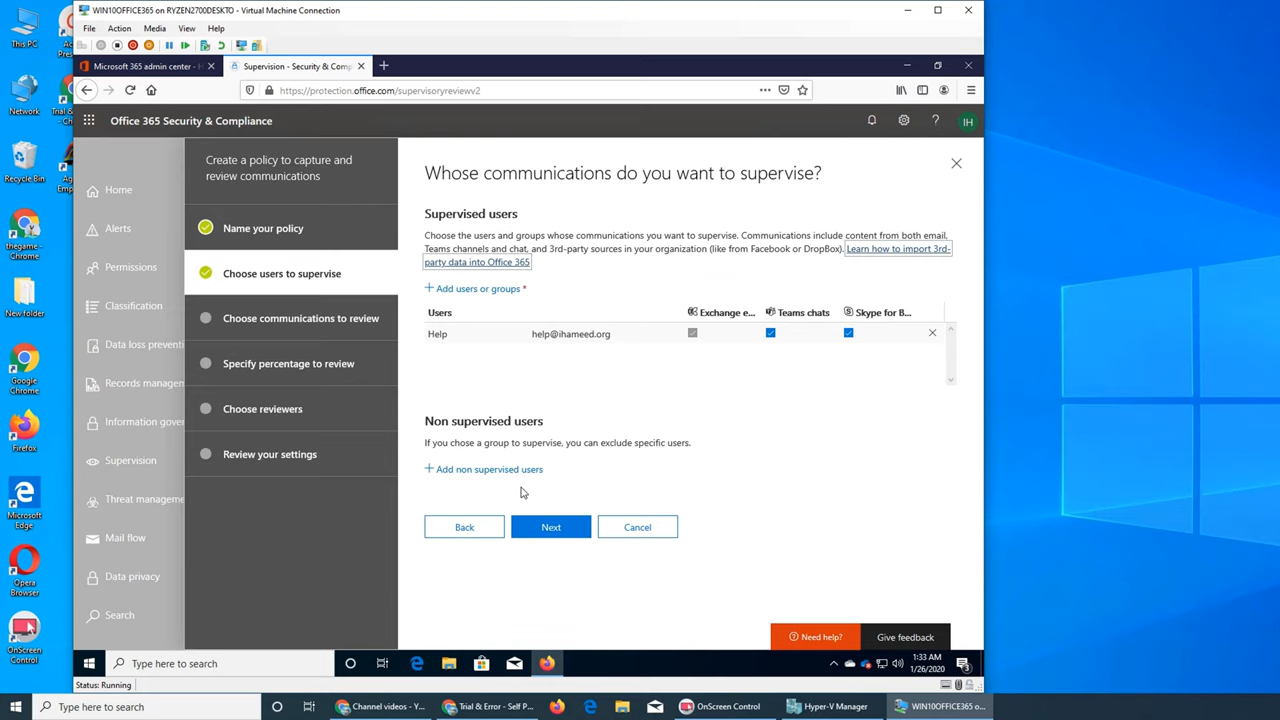 This PC
Network
Recycle Bin
thegame -
Chrome
New folder
Google
Chrome
Firefox
Microsoft
Edge
Opera
Browser
OnScreen
Control
WIN10OFFICE365 on RYZEN2700DESKTO - Virtual Machine Connection
File Action Media View Help
Microsoft 365 admin center - H
Supervision - Security & Comp
https://protection.office.com/supervisoryreviewv2
Office 365 Security & Compliance
IH
Home
Alerts
Permissions
Classification
Data loss preventi
Records managem
Information gover
Supervision
Threat manageme
Mail flow
Data privacy
Search
Create a policy to capture and
review communications
Name your policy
Choose users to supervise
Choose communications to review
Specify percentage to review
Choose reviewers
Review your settings
Whose communications do you want to supervise?
Supervised users
Choose the users and groups whose communications you want to supervise. Communications include content from both email,
Teams channels and chat, and 3rd-party sources in your organization (like from Facebook or DropBox). Learn how to import 3rd-
party data into Office 365
+ Add users or groups *
Users Exchange e... Teams chats Skype for B...
Help help@ihameed.org
Non supervised users
If you chose a group to supervise, you can exclude specific users.
+ Add non supervised users
Back Next Cancel
Need help? Give feedback
Type here to search
1:33 AM
1/26/2020
Status: Running
Type here to search
Channel videos - Y...
Trial & Error - Self P...
OnScreen Control
Hyper-V Manager
WIN10OFFICE365 o...